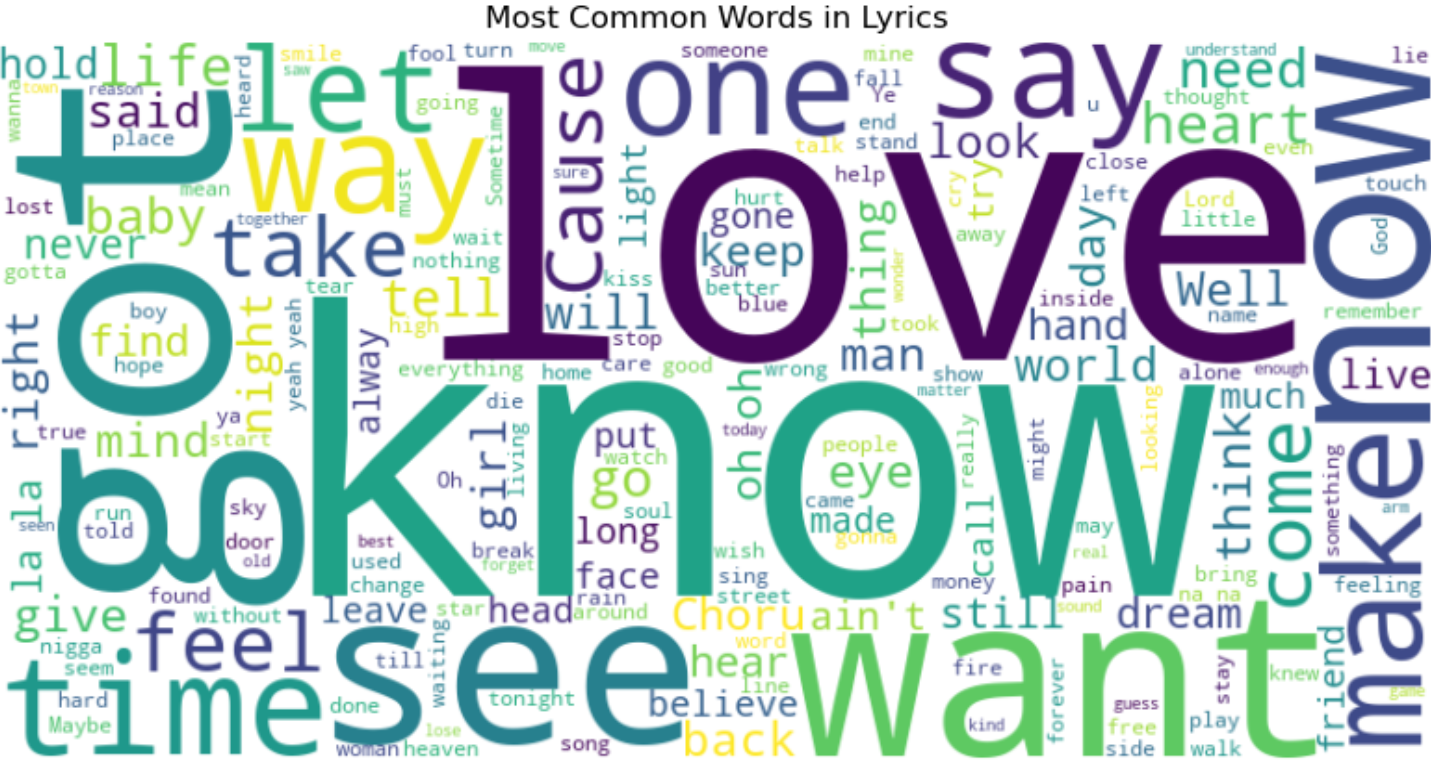 Most Common Words in Lyrics
hold
life
let
smile
saw
fool
turn
move
someone
one
mine
fall
Ye
say
u
understand
need
lie
town
wanna
reason
said
place
heard
going
Sometime
Cause
end
stand
look
talk
thought
heart
even
now
got
way
must
mean
sure
light
love
help
cry
try
close
left
touch
lost
baby
together
take
wait
nothing
hurt
gone
keep
sun
better
blue
thing
wonder
away
day
Lord
little
God
never
gotta
tear
tell
high
kiss
will
stop
took
inside
hand
Well
name
remember
right
boy
find
hope
night
yeah yeah
alway
know
everything
home
care
good
man
wrong
show
matter
world
alone
enough
live
true
mind
ya
start
die
girl
living
Oh
put
watch
go
soul
long
today
oh oh
people
eye
came
made
gonna
really
call
might
looking
much
think
come
something
make
arm
la la la
seen
run
told
sky
door
old
best
used
change
break
forget
face
rain
wish
sing
street
money
may
real
pain
bring
na na
feeling
found
give
without
leave
star
head
around
Choru
ain't
still
sound
dream
nigga
seem
feel
time
till
waiting
see
tonight
word
hear
line
believe
want
fire
forever
guess
stay
knew
friend
game
hard
Maybe
done
woman
lose
heaven
song
back
kind
free
side
play
walk